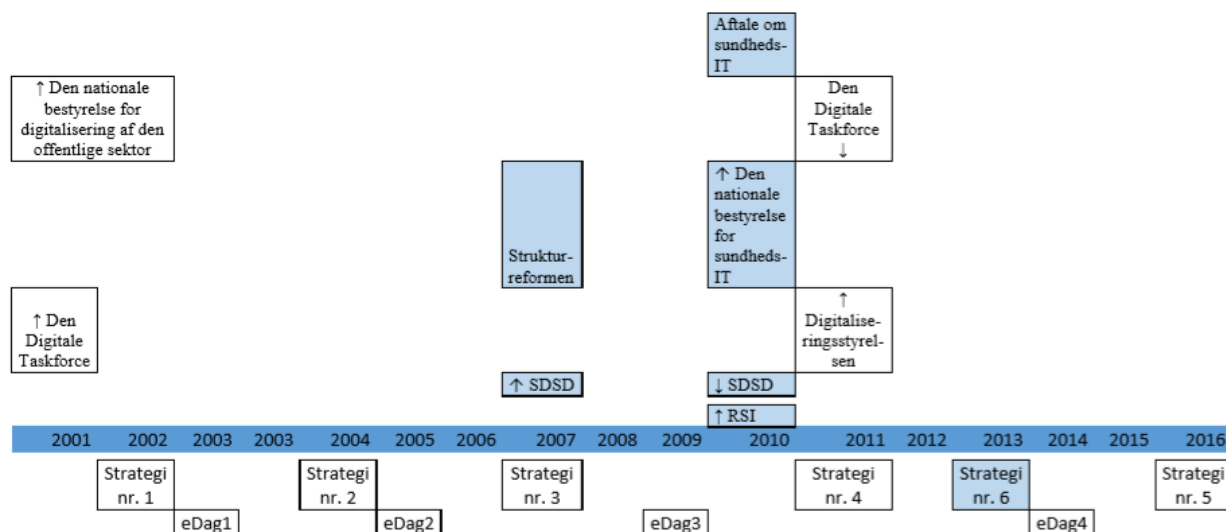 Aftale om
sundheds-
IT
↑ Den nationale
bestyrelse for
digitalisering af den
offentlige sektor
Den
Digitale
Taskforce
↓
Struktur-
reformen
↑ Den
nationale
bestyrelse
for
sundheds-
IT
↑ Den
Digitale
Taskforce
↑
Digitalise-
ringsstyrel-
sen
↑ SDSD
↓ SDSD
↑ RSI
2001 2002 2003 2003 2004 2005 2006 2007 2008 2009 2010 2011 2012 2013 2014 2015 2016
Strategi
nr. 1
Strategi
nr. 2
Strategi
nr. 3
Strategi
nr. 4
Strategi
nr. 6
Strategi
nr. 5
eDag1
eDag2
eDag3
eDag4